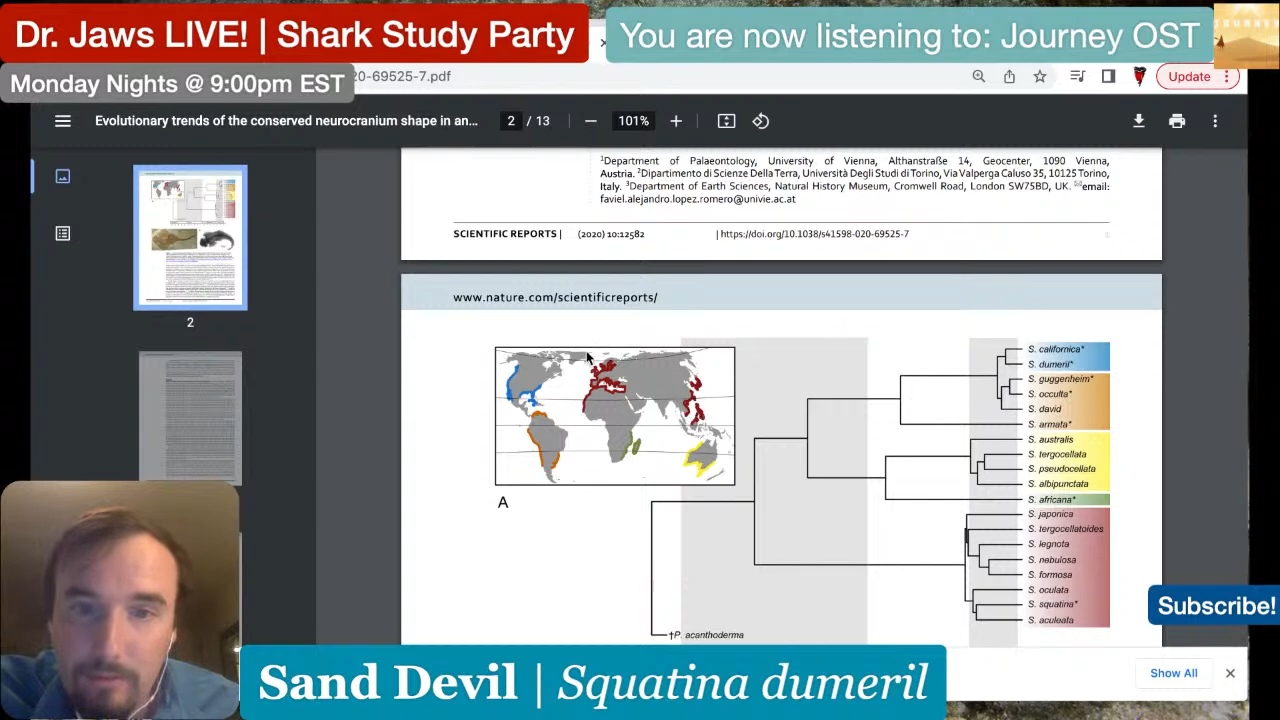 Dr. Jaws LIVE! | Shark Study Party
You are now listening to: Journey OST
JOURNEY
Monday Nights @ 9:00pm EST
20-69525-7.pdf
Update
Evolutionary trends of the conserved neurocranium shape in an...
2 / 13
101%
2
¹Department of Palaeontology, University of Vienna, Althanstraße 14, Geocenter, 1090 Vienna,
Austria. ²Dipartimento di Scienze Della Terra, Università Degli Studi di Torino, Via Valperga Caluso 35, 10125 Torino,
Italy. ³Department of Earth Sciences, Natural History Museum, Cromwell Road, London SW75BD, UK. ✉email:
faviel.alejandro.lopez.romero@univie.ac.at
SCIENTIFIC REPORTS | (2020) 10:12582 | https://doi.org/10.1038/s41598-020-69525-7
www.nature.com/scientificreports/
A
S. californica*
S. dumeril*
S. guggenheim*
S. occulta*
S. david
S. armata*
S. australis
S. tergocellata
S. pseudocellata
S. albipunctata
S. africana*
S. japonica
S. tergocellatoides
S. legnota
S. nebulosa
S. formosa
S. oculata
S. squatina*
S. aculeata
†P. acanthoderma
Subscribe!
Show All
Sand Devil | Squatina dumeril